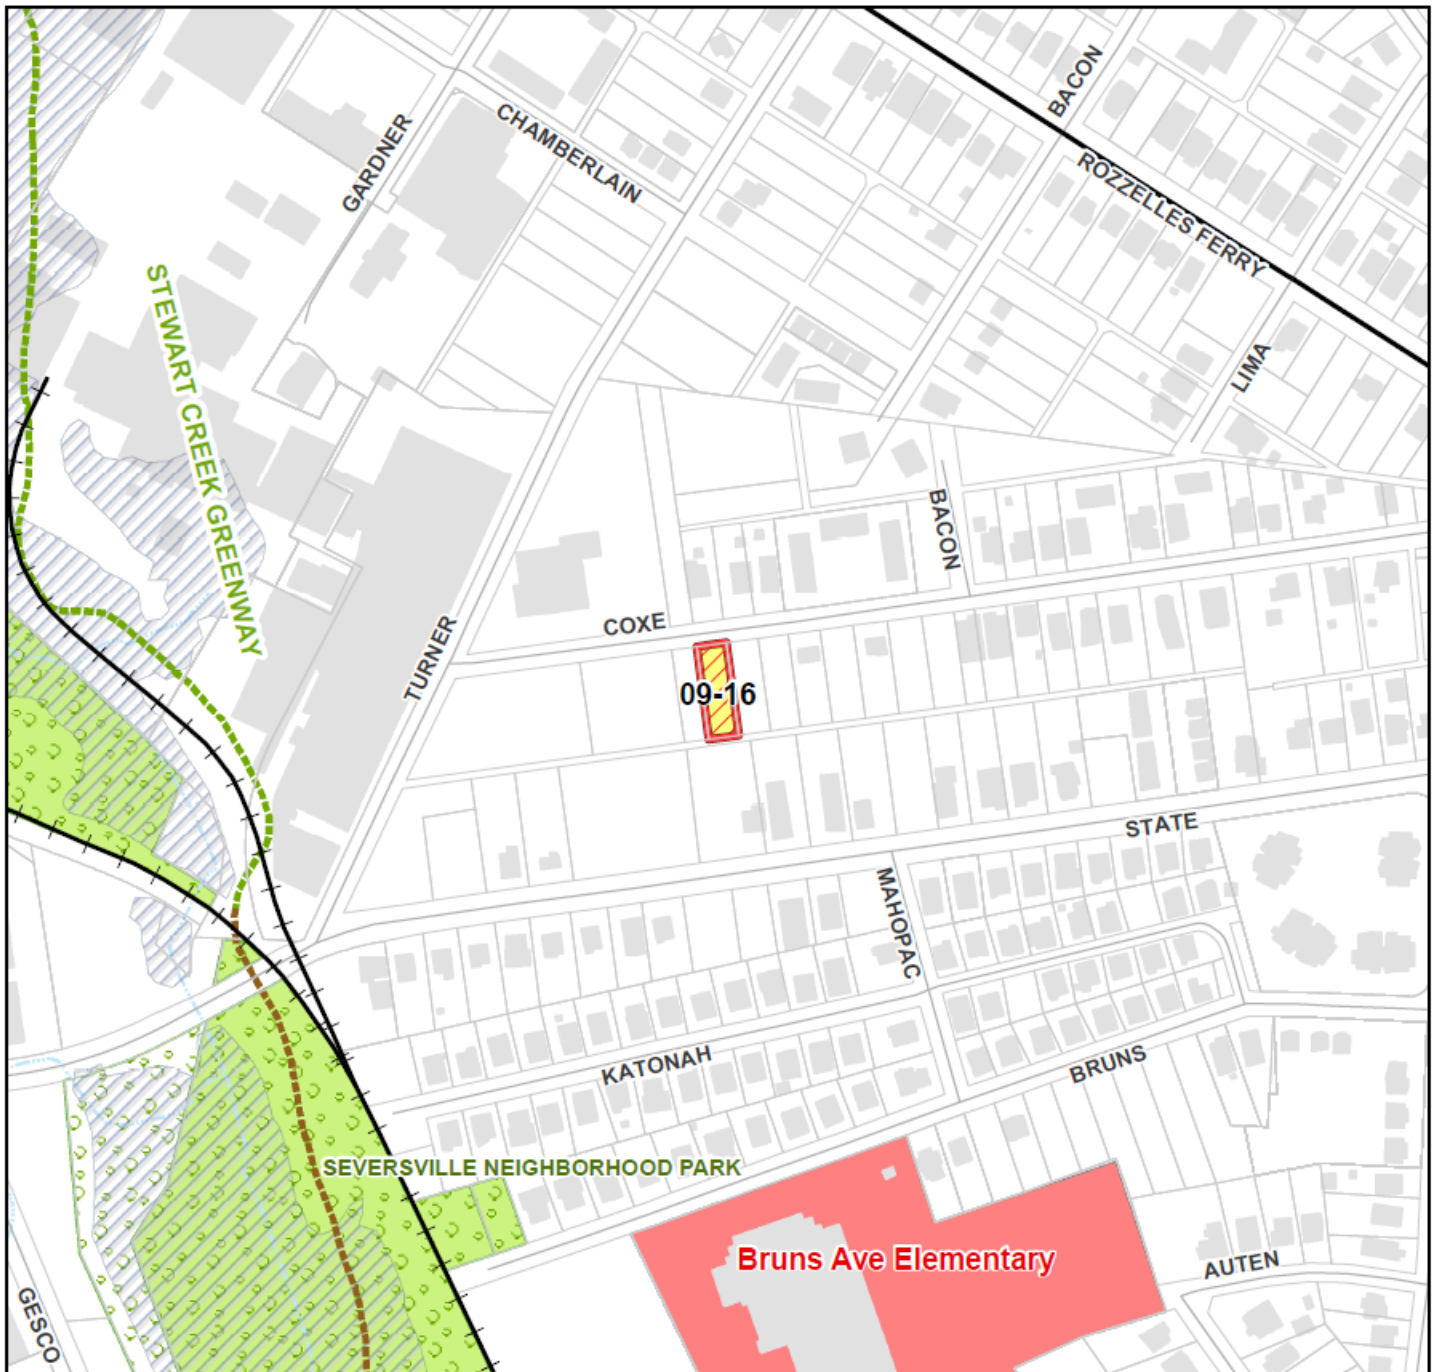 BACON
CHAMBERLAIN
GARDNER
ROZZELLES FERRY
STEWART CREEK GREENWAY
LIMA
BACON
COXE
TURNER
09-16
STATE
MAHOPAC
KATONAH
BRUNS
SEVERSVILLE NEIGHBORHOOD PARK
Bruns Ave Elementary
AUTEN
GESCO